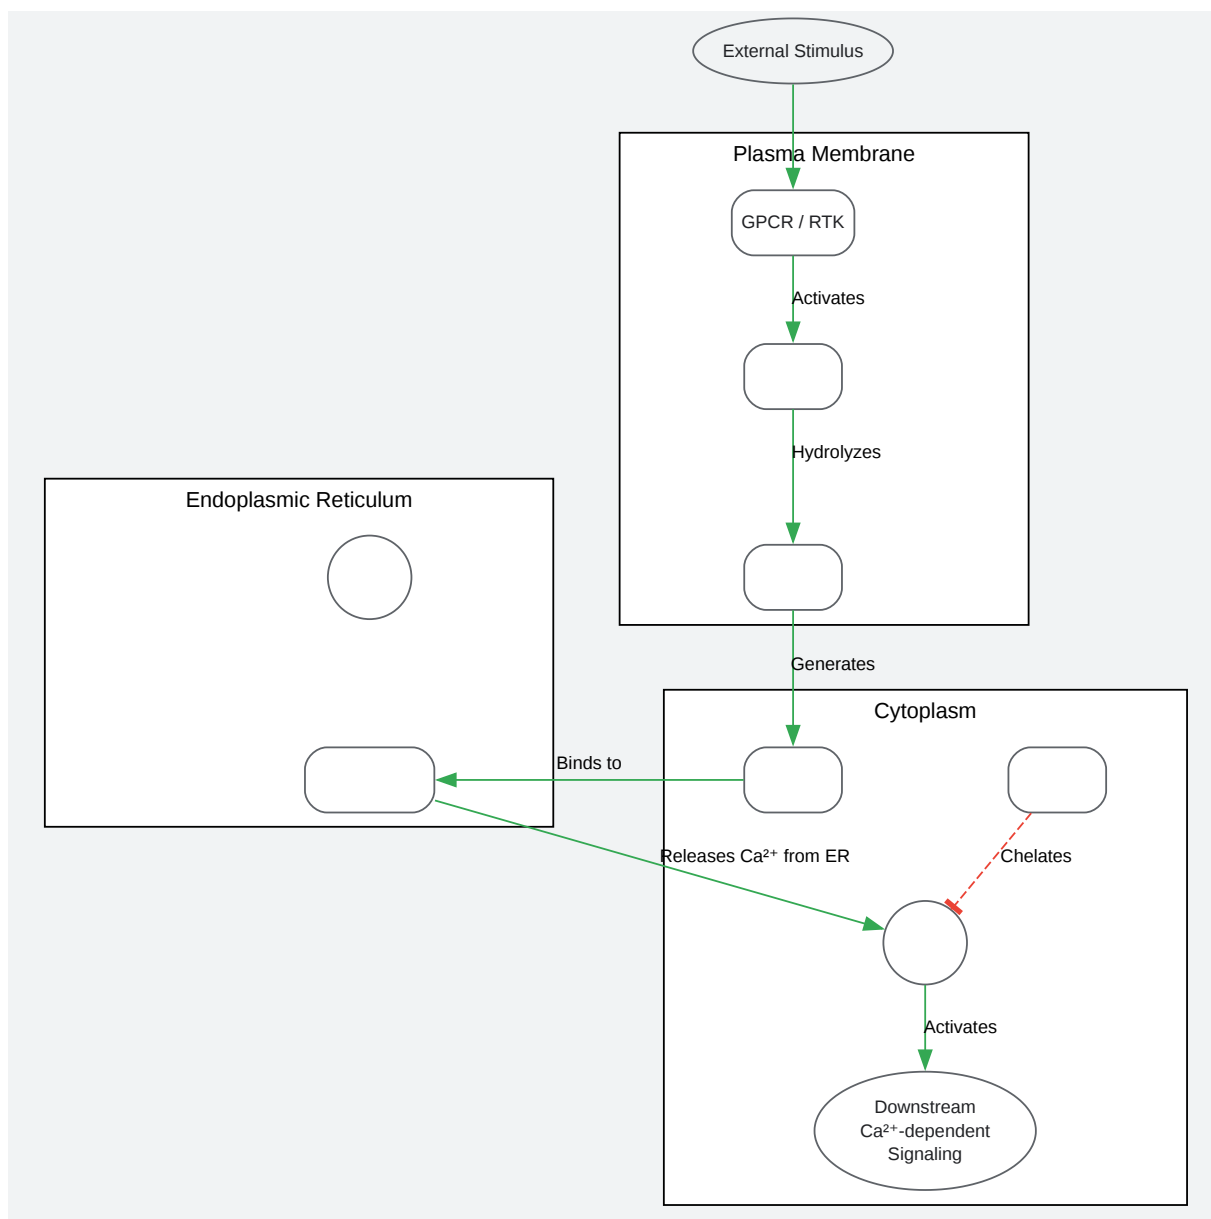 External Stimulus
Plasma Membrane
GPCR / RTK
Activates
Hydrolyzes
Endoplasmic Reticulum
Generates
Cytoplasm
Binds to
Releases Ca²⁺ from ER
Chelates
Activates
Downstream
Ca²⁺-dependent
Signaling